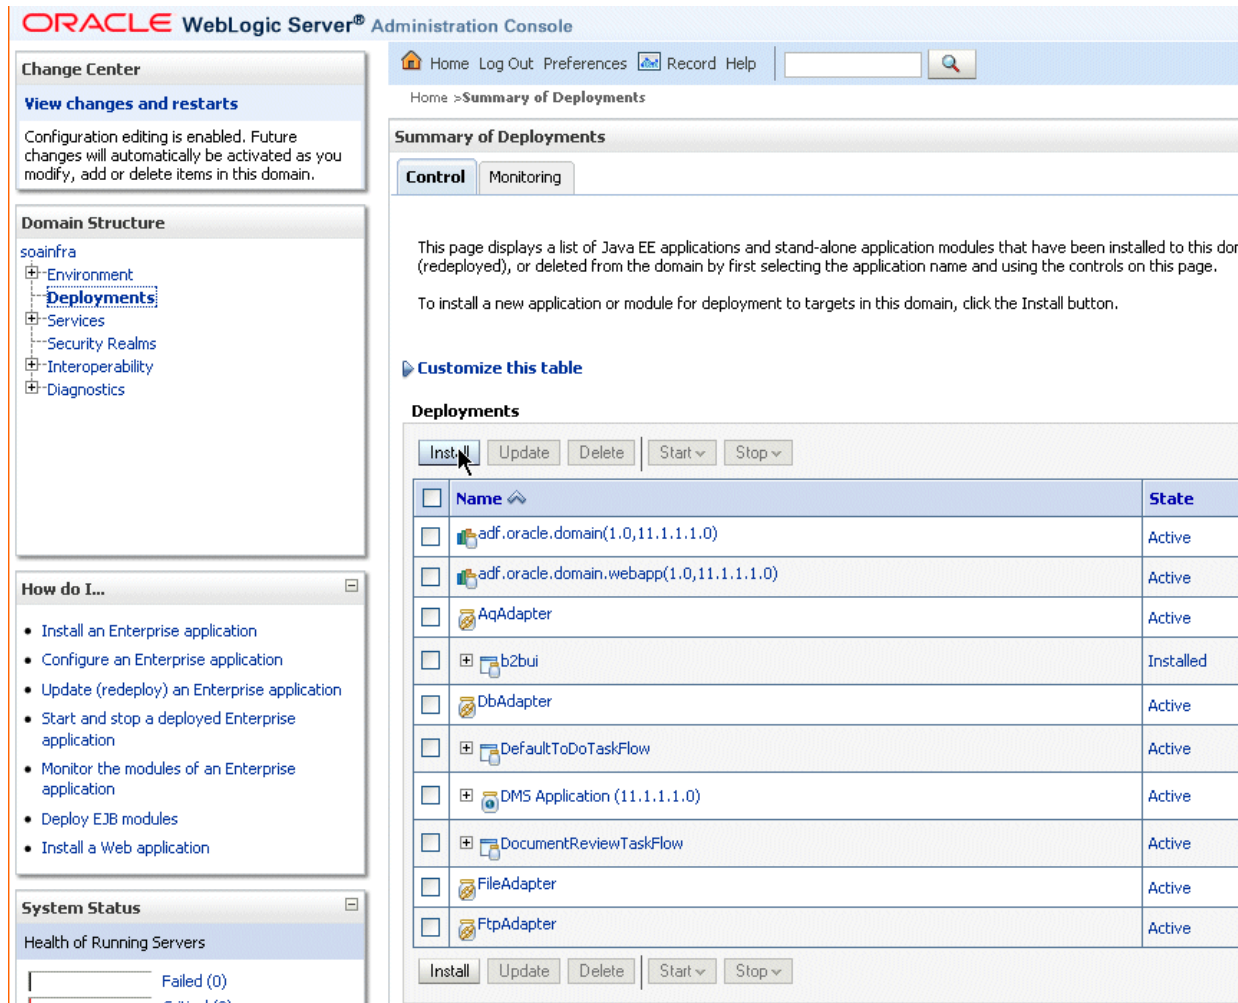 ORACLE WebLogic Server® Administration Console
Change Center
View changes and restarts
Configuration editing is enabled. Future
changes will automatically be activated as you
modify, add or delete items in this domain.
Domain Structure
soainfra
Environment
Deployments
Services
Security Realms
Interoperability
Diagnostics
How do I...
Install an Enterprise application
Configure an Enterprise application
Update (redeploy) an Enterprise application
Start and stop a deployed Enterprise
application
Monitor the modules of an Enterprise
application
Deploy EJB modules
Install a Web application
System Status
Health of Running Servers
Failed (0)
Home Log Out Preferences Record Help
Home >Summary of Deployments
Summary of Deployments
Control Monitoring
This page displays a list of Java EE applications and stand-alone application modules that have been installed to this
(redeployed), or deleted from the domain by first selecting the application name and using the controls on this page.
To install a new application or module for deployment to targets in this domain, click the Install button.
Customize this table
Deployments
Install Update Delete Start Stop
Name State
adf.oracle.domain(1.0,11.1.1.1.0) Active
adf.oracle.domain.webapp(1.0,11.1.1.1.0) Active
AqAdapter Active
b2bui Installed
DbAdapter Active
DefaultToDoTaskFlow Active
DMS Application (11.1.1.1.0) Active
DocumentReviewTaskFlow Active
FileAdapter Active
FtpAdapter Active
Install Update Delete Start Stop